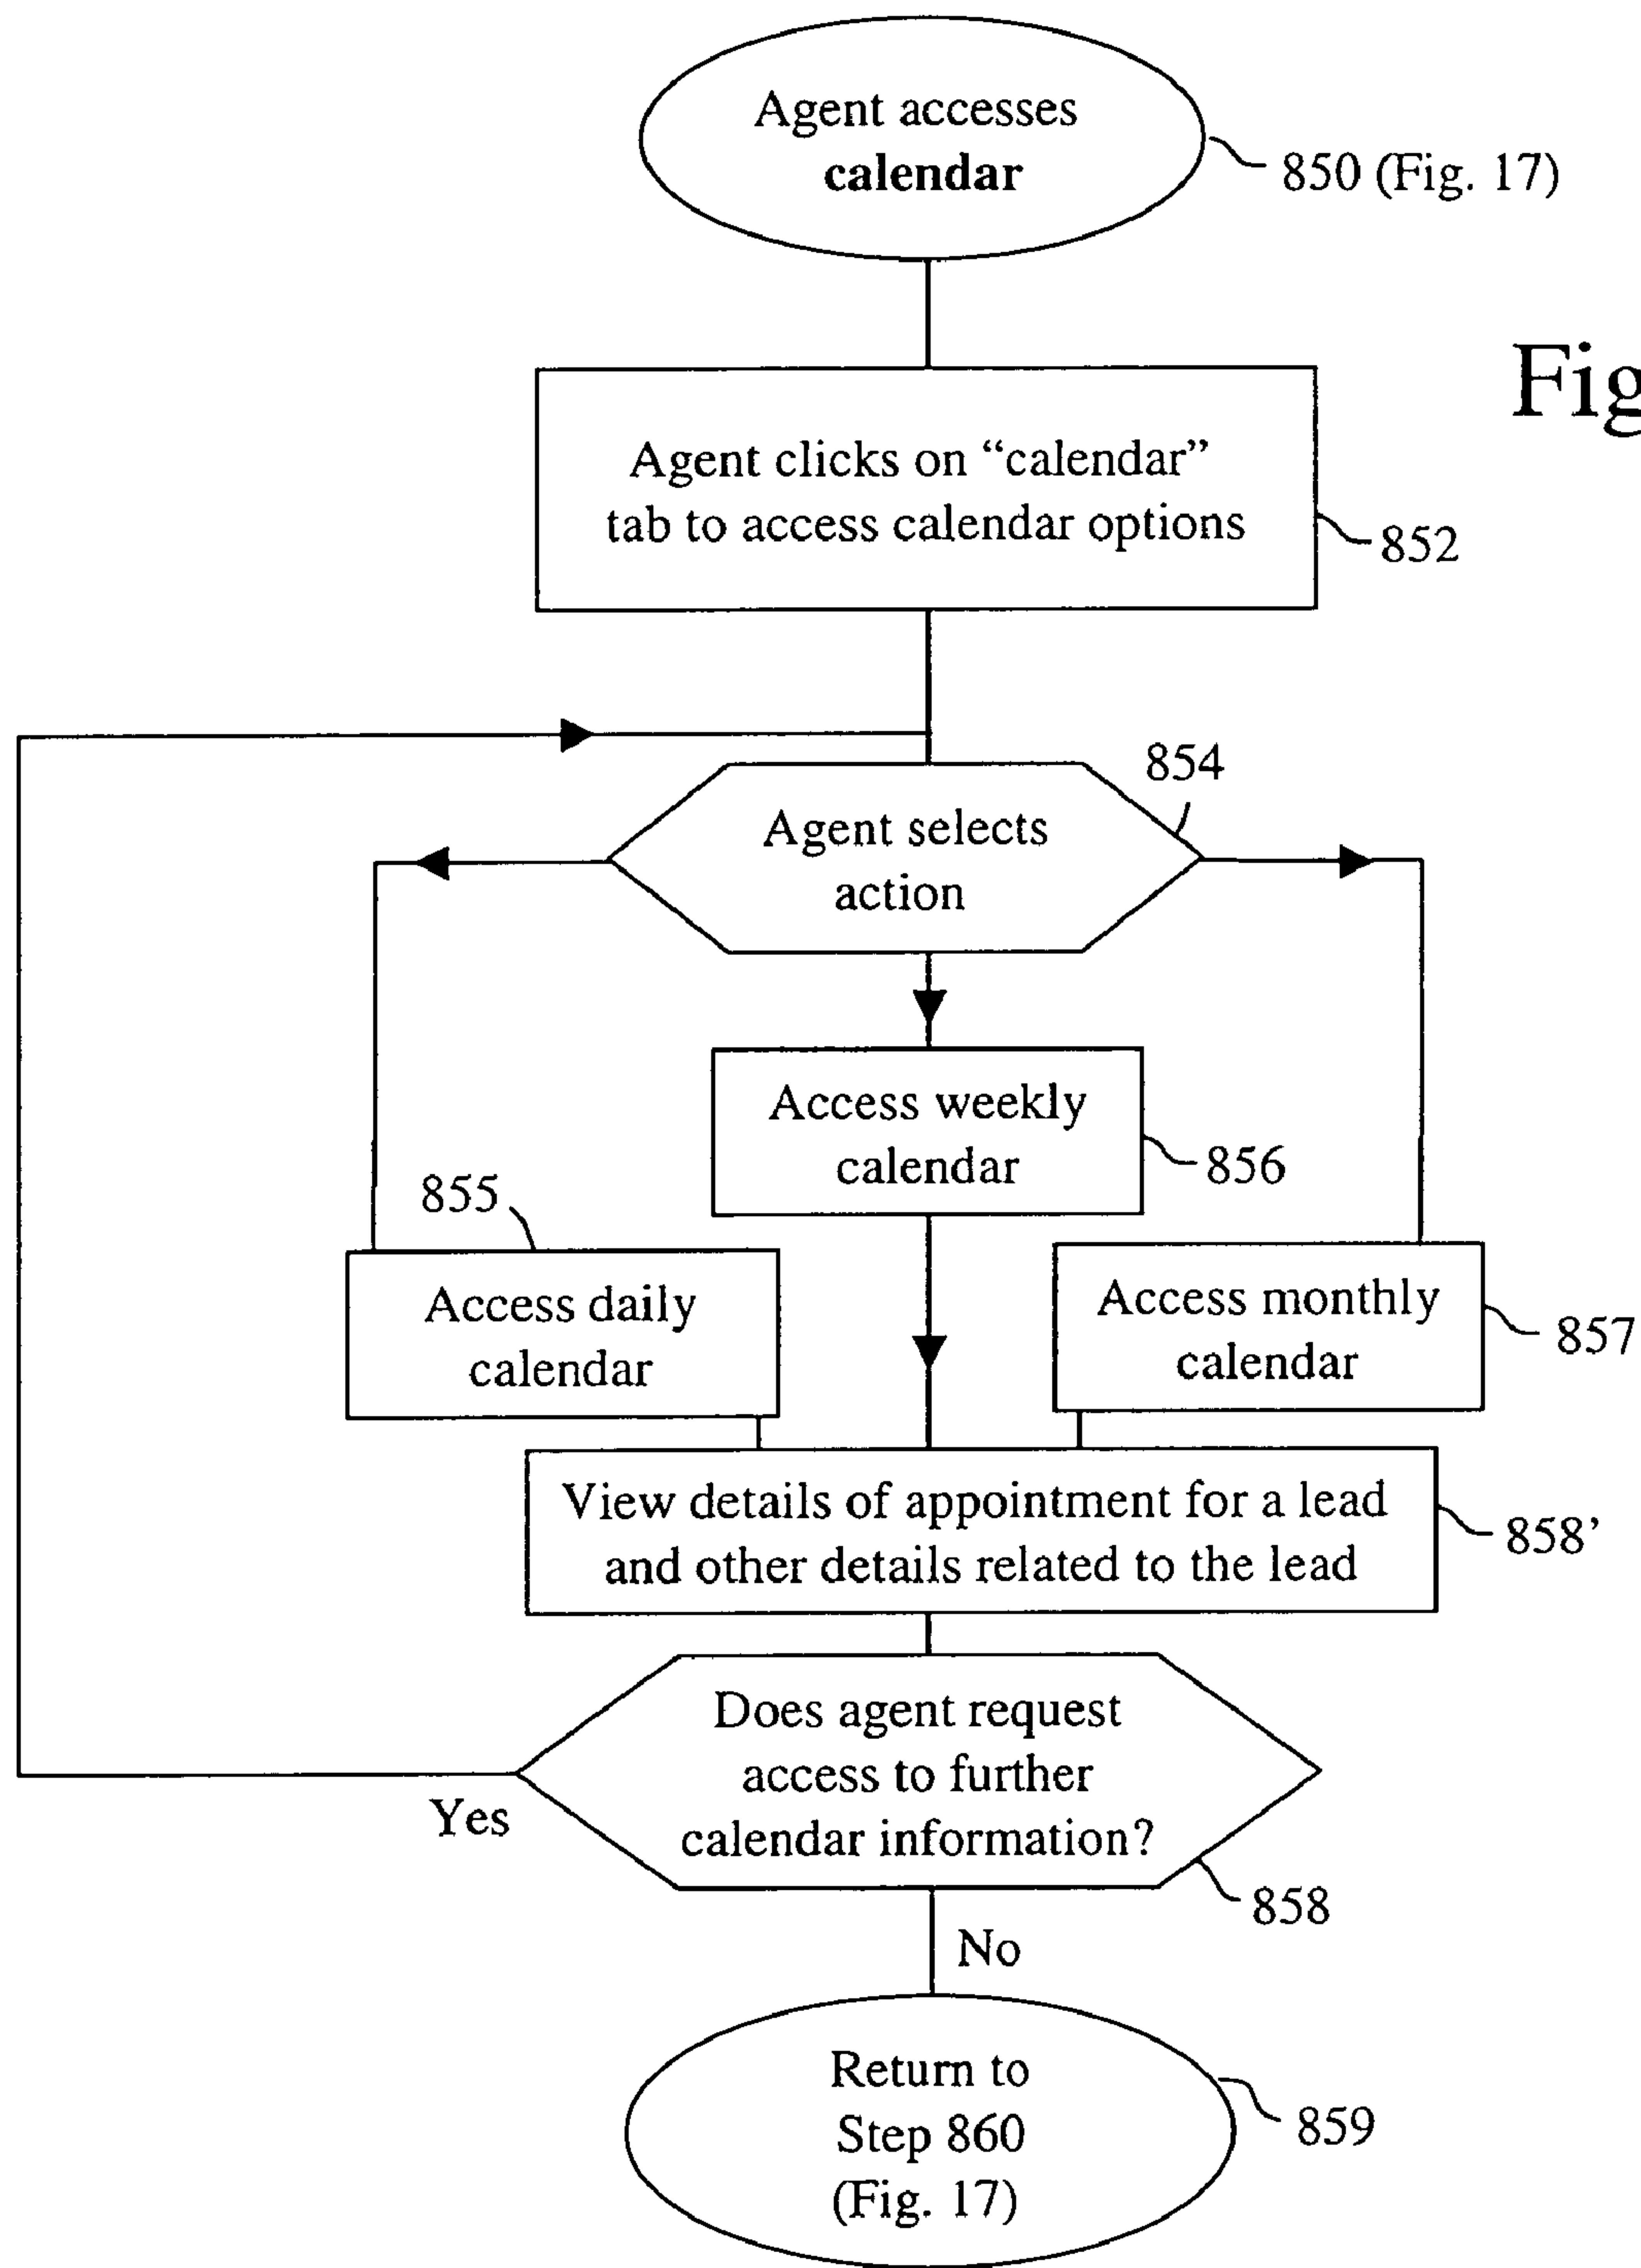 Agent accesses
calendar
850 (Fig. 17)
Fig
Agent clicks on “calendar”
tab to access calendar options
852
854
Agent selects
action
Access weekly
calendar
856
855
Access daily
calendar
Access monthly
calendar
857
View details of appointment for a lead
and other details related to the lead
858’
Does agent request
access to further
calendar information?
Yes
858
No
Return to
Step 860
(Fig. 17)
859